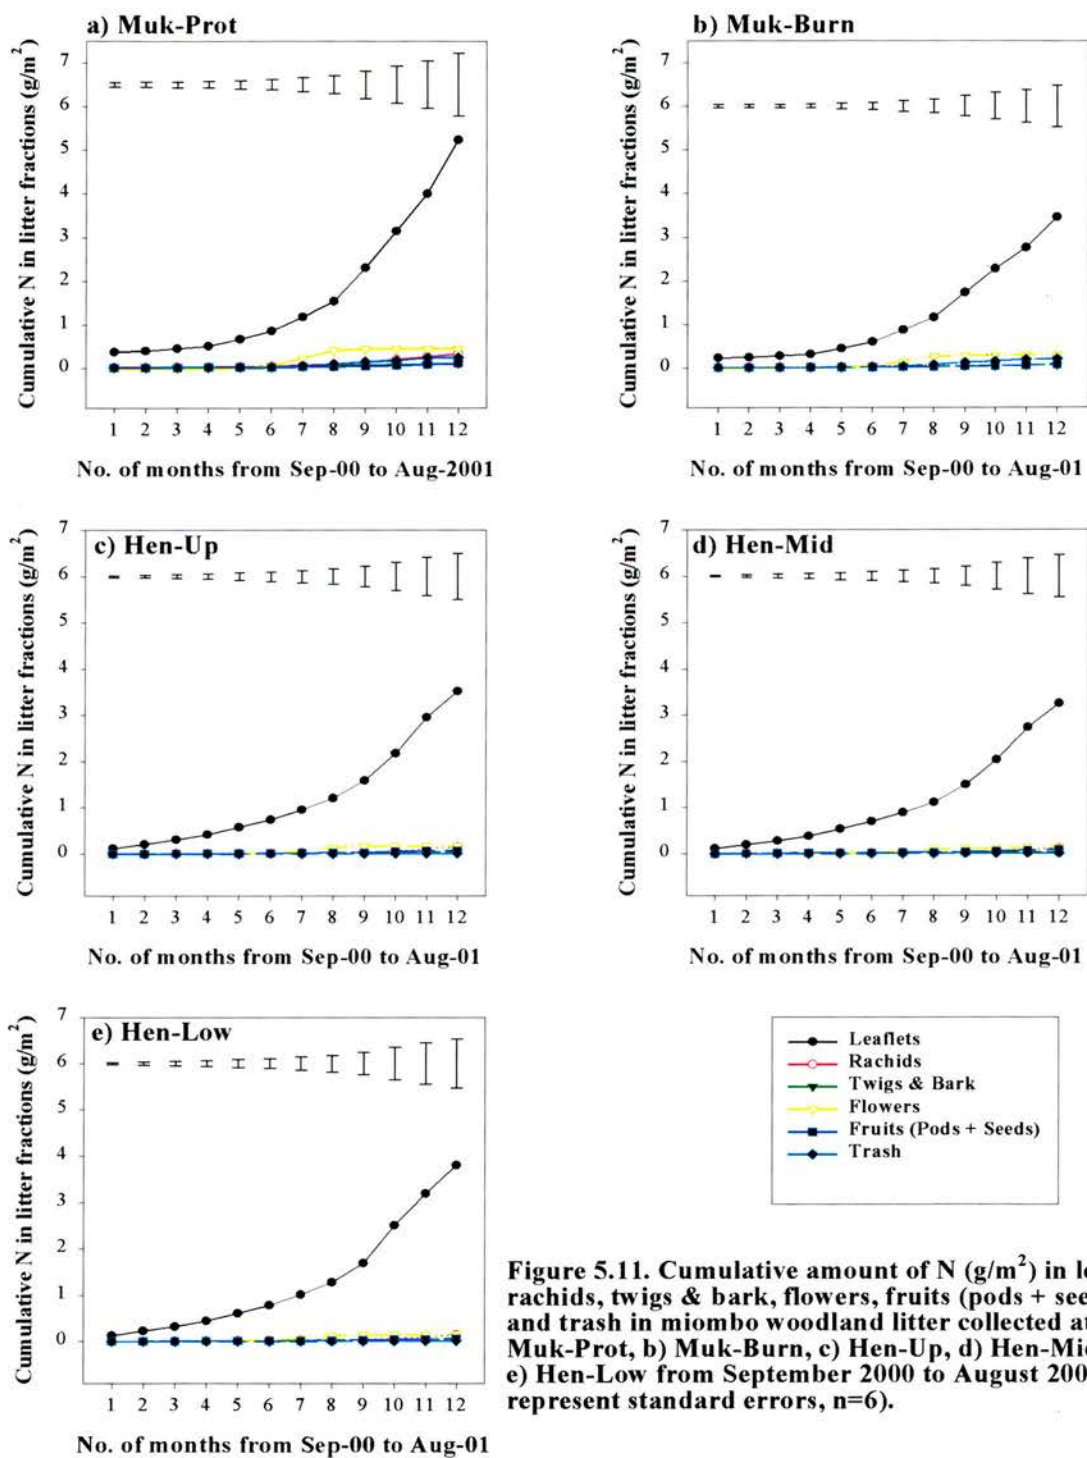 a) Muk-Prot
Cumulative N in litter fractions (g/m²)
7
6
5
4
3
2
1
0
1 2 3 4 5 6 7 8 9 10 11 12
No. of months from Sep-00 to Aug-2001
b) Muk-Burn
Cumulative N in litter fractions (g/m²)
7
6
5
4
3
2
1
0
1 2 3 4 5 6 7 8 9 10 11 12
No. of months from Sep-00 to Aug-01
c) Hen-Up
Cumulative N in litter fractions (g/m²)
7
6
5
4
3
2
1
0
1 2 3 4 5 6 7 8 9 10 11 12
No. of months from Sep-00 to Aug-01
d) Hen-Mid
Cumulative N in litter fractions (g/m²)
7
6
5
4
3
2
1
0
1 2 3 4 5 6 7 8 9 10 11 12
No. of months from Sep-00 to Aug-01
e) Hen-Low
Cumulative N in litter fractions (g/m²)
7
6
5
4
3
2
1
0
1 2 3 4 5 6 7 8 9 10 11 12
No. of months from Sep-00 to Aug-01
Leaflets
Rachids
Twigs & Bark
Flowers
Fruits (Pods + Seeds)
Trash
Figure 5.11. Cumulative amount of N (g/m²) in
rachids, twigs & bark, flowers, fruits (pods +
and trash in miombo woodland litter collected
Muk-Prot, b) Muk-Burn, c) Hen-Up, d)
e) Hen-Low from September 2000 to August
represent standard errors, n=6).